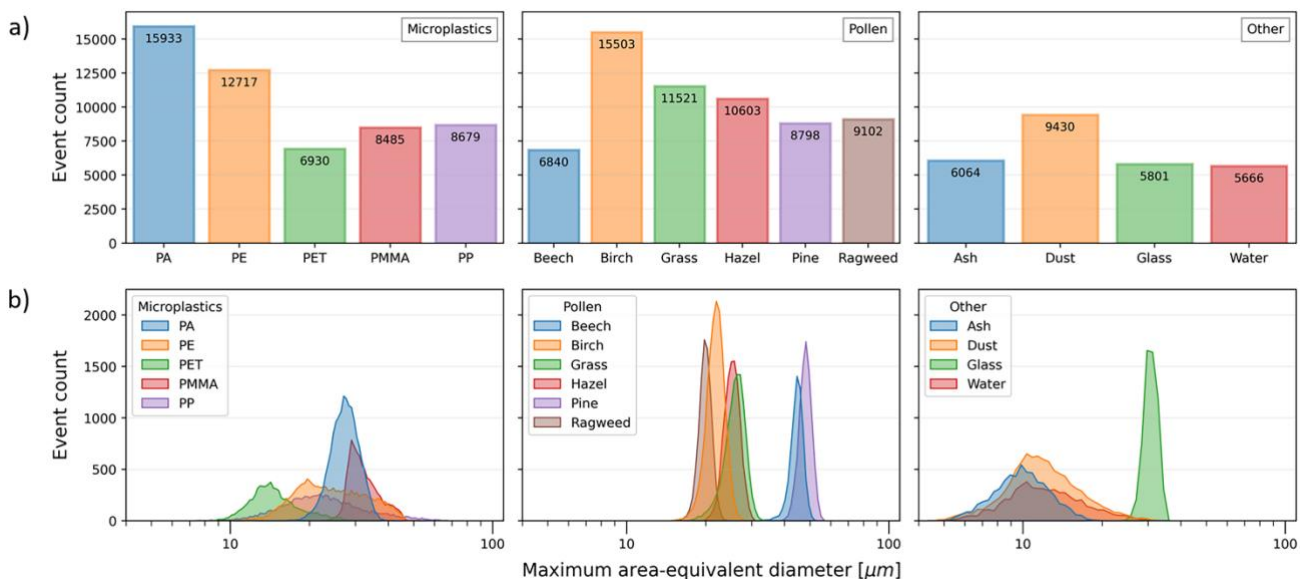 a)
Microplastics
Pollen
Other
Event count
15000
12500
10000
7500
5000
2500
0
15933
12717
6930
8485
8679
6840
15503
11521
10603
8798
9102
6064
9430
5801
5666
PA PE PET PMMA PP
Beech Birch Grass Hazel Pine Ragweed
Ash Dust Glass Water
b)
Event count
2000
1500
1000
500
0
Microplastics
PA
PE
PET
PMMA
PP
Pollen
Beech
Birch
Grass
Hazel
Pine
Ragweed
Other
Ash
Dust
Glass
Water
10 100
10 100
10 100
Maximum area-equivalent diameter [μm]